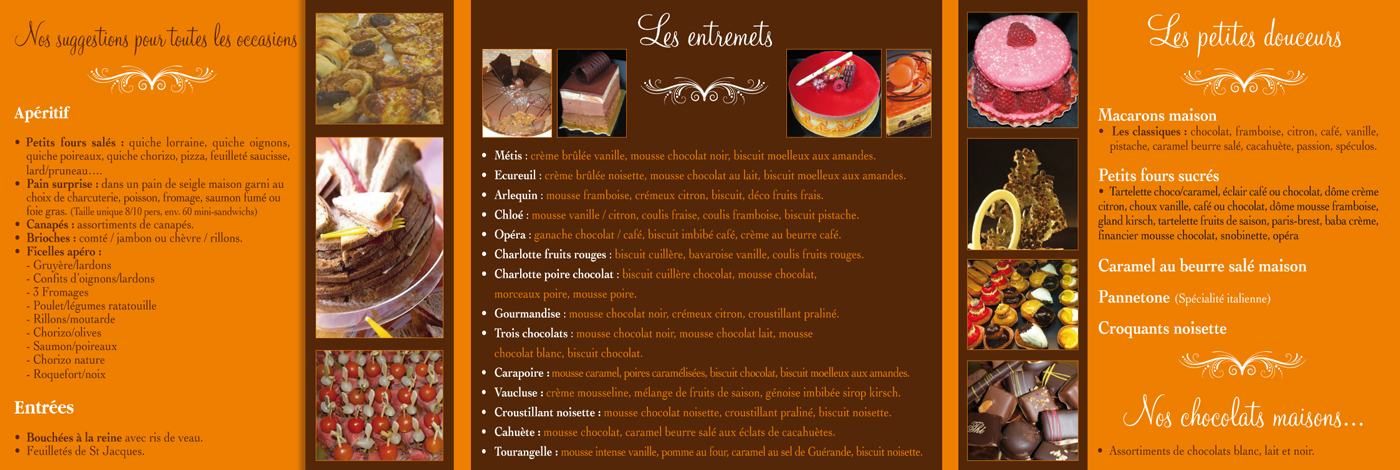 Nos suggestions pour toutes les occasions
Apéritif
• Petits fours salés : quiche lorraine, quiche oignons,
quiche poireaux, quiche chorizo, pizza, feuilleté saucisse,
lard/pruneau….
• Pain surprise : dans un pain de seigle maison garni au
choix de charcuterie, poisson, fromage, saumon fumé ou
foie gras. (Taille unique 8/10 pers, env. 60 mini-sandwichs)
• Canapés : assortiments de canapés.
• Brioches : comté / jambon ou chèvre / rillons.
• Ficelles apéro :
- Gruyère/lardons
- Confits d'oignons/lardons
- 3 Fromages
- Poulet/légumes ratatouille
- Rillons/moutarde
- Chorizo/olives
- Saumon/poireaux
- Chorizo nature
- Roquefort/noix
Entrées
• Bouchées à la reine avec ris de veau.
• Feuilletés de St Jacques.
Les entremets
• Métis : crème brûlée vanille, mousse chocolat noir, biscuit moelleux aux amandes.
• Ecureuil : crème brûlée noisette, mousse chocolat au lait, biscuit moelleux aux amandes.
• Arlequin : mousse framboise, crémeux citron, biscuit, déco fruits frais.
• Chloé : mousse vanille / citron, coulis fraise, coulis framboise, biscuit pistache.
• Opéra : ganache chocolat / café, biscuit imbibé café, crème au beurre café.
• Charlotte fruits rouges : biscuit cuillère, bavaroise vanille, coulis fruits rouges.
• Charlotte poire chocolat : biscuit cuillère chocolat, mousse chocolat,
morceaux poire, mousse poire.
• Gourmandise : mousse chocolat noir, crémeux citron, croustillant praliné.
• Trois chocolats : mousse chocolat noir, mousse chocolat lait, mousse
chocolat blanc, biscuit chocolat.
• Carapoire : mousse caramel, poires caramélisées, biscuit chocolat, biscuit moelleux aux amandes.
• Vaucluse : crème mousseline, mélange de fruits de saison, génoise imbibée sirop kirsch.
• Croustillant noisette : mousse chocolat noisette, croustillant praliné, biscuit noisette.
• Cahuète : mousse chocolat, caramel beurre salé aux éclats de cacahuètes.
• Tourangelle : mousse intense vanille, pomme au four, caramel au sel de Guérande, biscuit noisette.
Les petites douceurs
Macarons maison
• Les classiques : chocolat, framboise, citron, café, vanille,
pistache, caramel beurre salé, cacahuète, passion, spéculos.
Petits fours sucrés
• Tartelette choco/caramel, éclair café ou chocolat, dôme crème
citron, choux vanille, café ou chocolat, dôme mousse framboise,
gland kirsch, tartelette fruits de saison, paris-brest, baba crème,
financier mousse chocolat, snobinette, opéra
Caramel au beurre salé maison
Pannetone (Spécialité italienne)
Croquants noisette
Nos chocolats maisons...
• Assortiments de chocolats blanc, lait et noir.